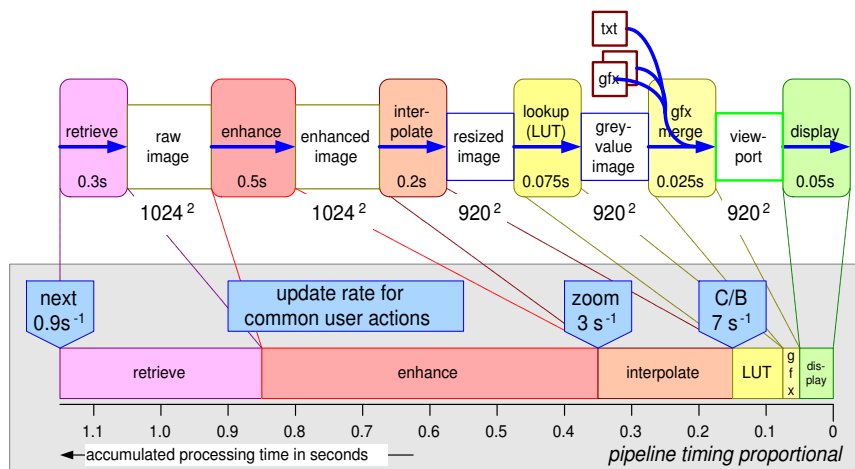 txt
gfx
retrieve
0.3s
raw
image
enhance
0.5s
enhanced
image
inter-
polate
0.2s
resized
image
lookup
(LUT)
0.075s
grey-
value
image
gfx
merge
0.025s
view-
port
display
0.05s
1024²
1024²
920²
920²
920²
next
0.9s⁻¹
update rate for
common user actions
zoom
3 s⁻¹
C/B
7 s⁻¹
retrieve
enhance
interpolate
LUT
g
f
x
dis-
play
1.1 1.0 0.9 0.8 0.7 0.6 0.5 0.4 0.3 0.2 0.1 0
accumulated processing time in seconds
pipeline timing proportional